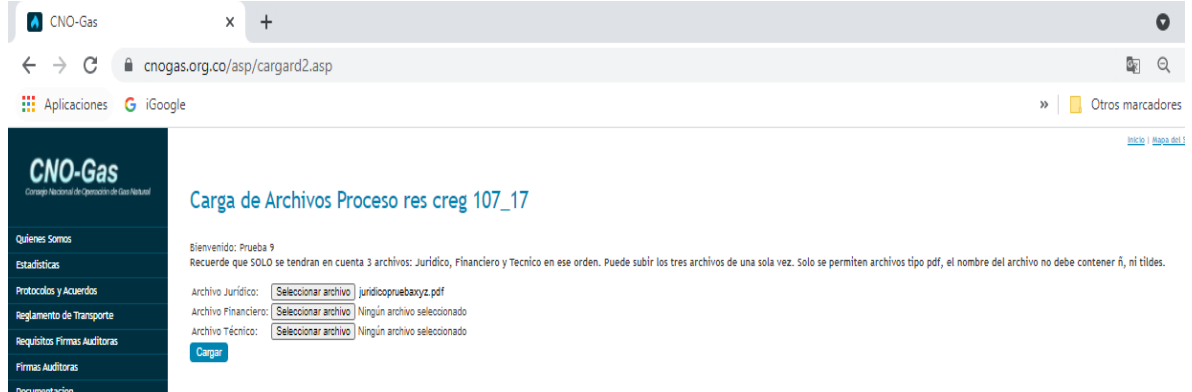 CNO-Gas
cnogas.org.co/asp/cargard2.asp
Aplicaciones G iGoogle » Otros marcadores
Inicio | Mapa del S
CNO-Gas
Consejo Nacional de Operación de Gas Natural
Carga de Archivos Proceso res creg 107_17
Quienes Somos
Estadísticas
Protocolos y Acuerdos
Reglamento de Transporte
Requisitos Firmas Auditoras
Firmas Auditoras
Documentacion
Bienvenido: Prueba 9
Recuerde que SOLO se tendran en cuenta 3 archivos: Juridico, Financiero y Tecnico en ese orden. Puede subir los tres archivos de una sola vez. Solo se permiten archivos tipo pdf, el nombre del archivo no debe contener ñ, ni tildes.
Archivo Jurídico: Seleccionar archivo juridicopruebaxyz.pdf
Archivo Financiero: Seleccionar archivo Ningún archivo seleccionado
Archivo Técnico: Seleccionar archivo Ningún archivo seleccionado
Cargar